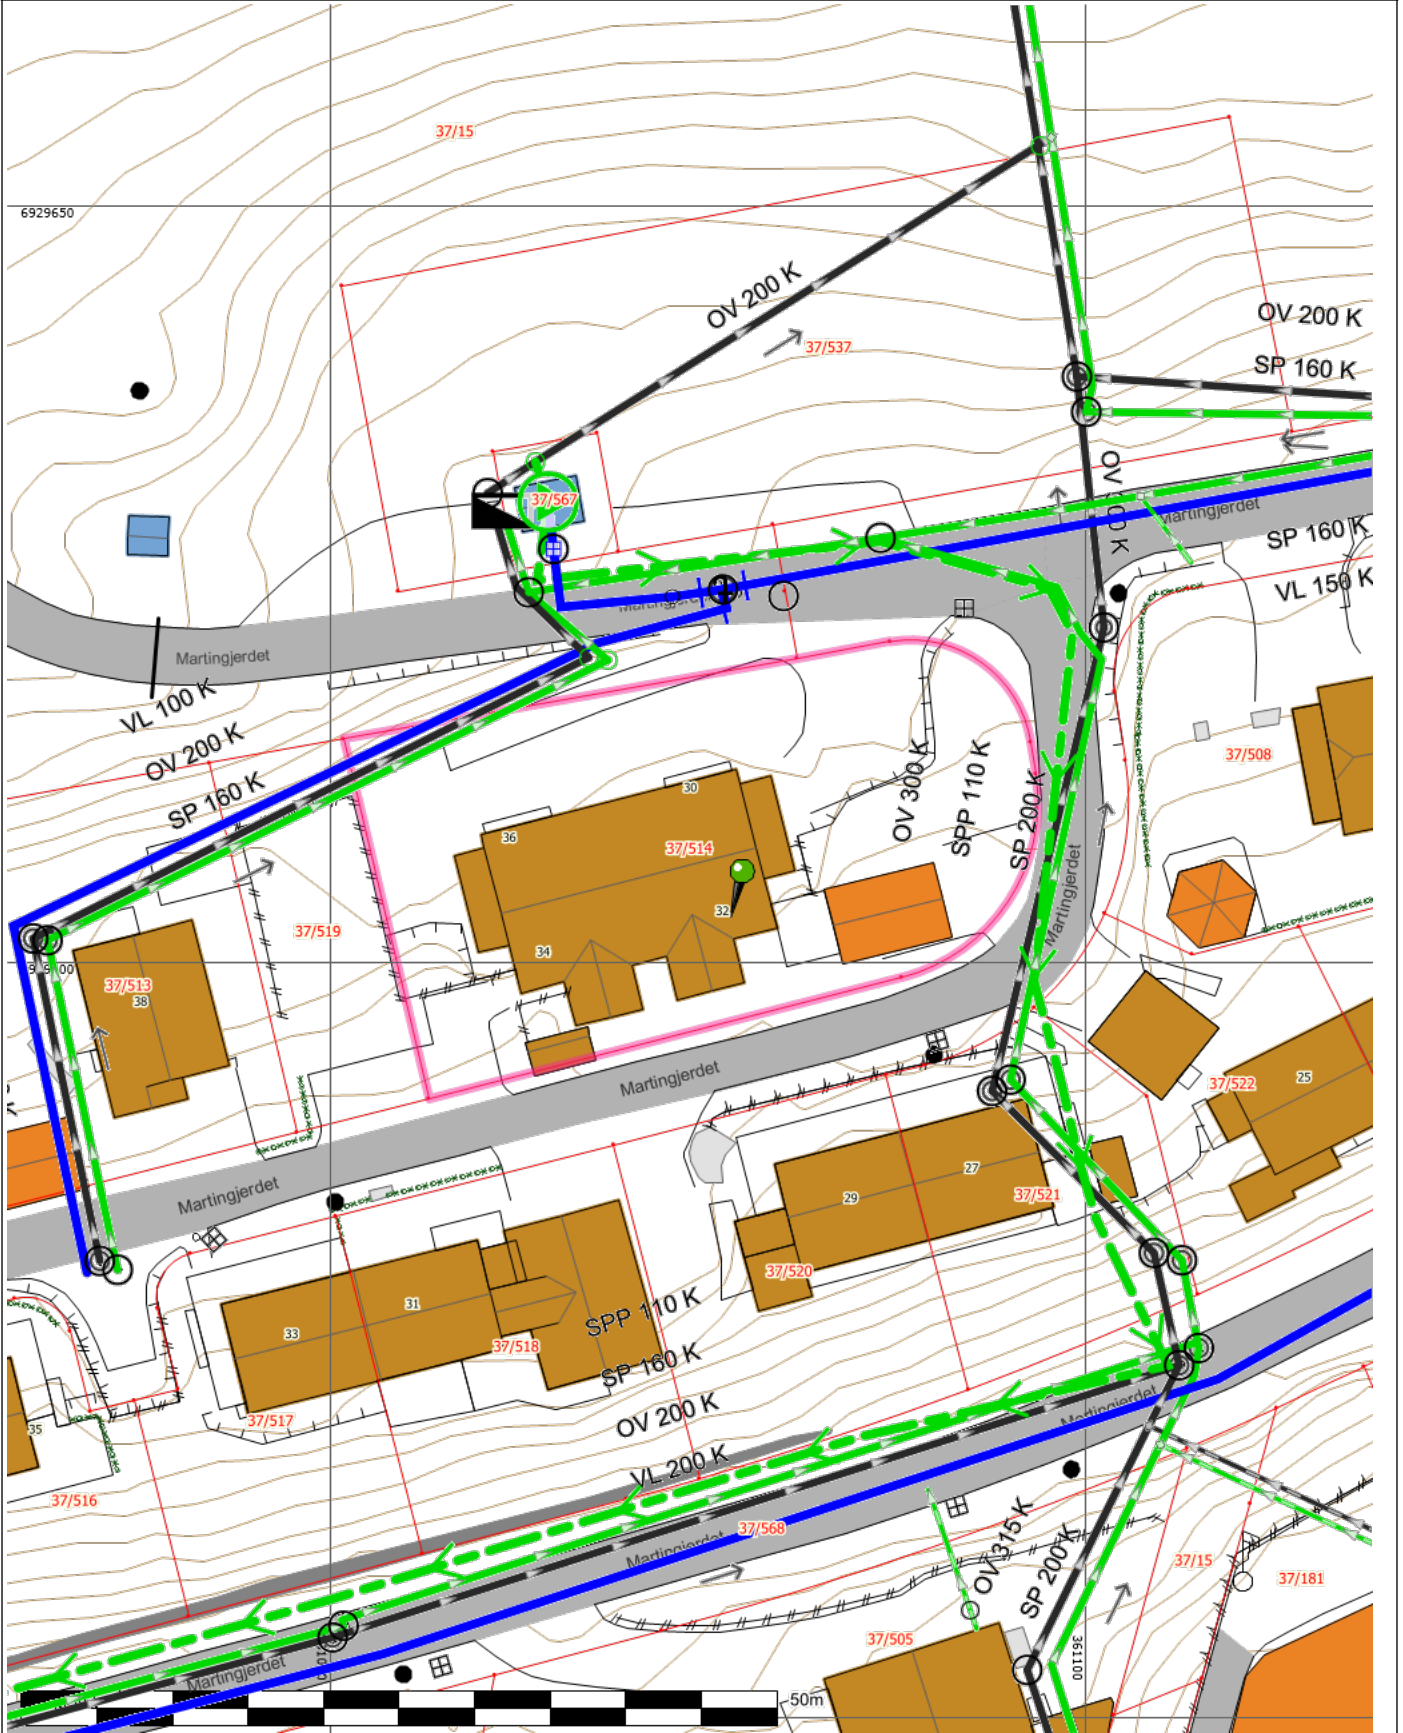 37/15
6929650
OV 200 K
37/537
OV 200 K
SP 160 K
37/567
Martingjerdet
SP 160 K
VL 150 K
Martingjerdet
VL 100 K
OV 200 K
SP 160 K
37/508
30
36
37/514
OV 300 K
SPP 110 K
SP 200 K
32
37/519
34
Martingjerdet
37/513
38
Martingjerdet
37/522
25
27
37/521
29
Martingjerdet
37/520
31
33
SPP 110 K
37/518
SP 160 K
Martingjerdet
37/517
OV 200 K
35
VL 200 K
37/516
37/568
Martingjerdet
OV 315 K
SP 200 K
37/15
37/181
37/505
361100
Martingjerdet
50m